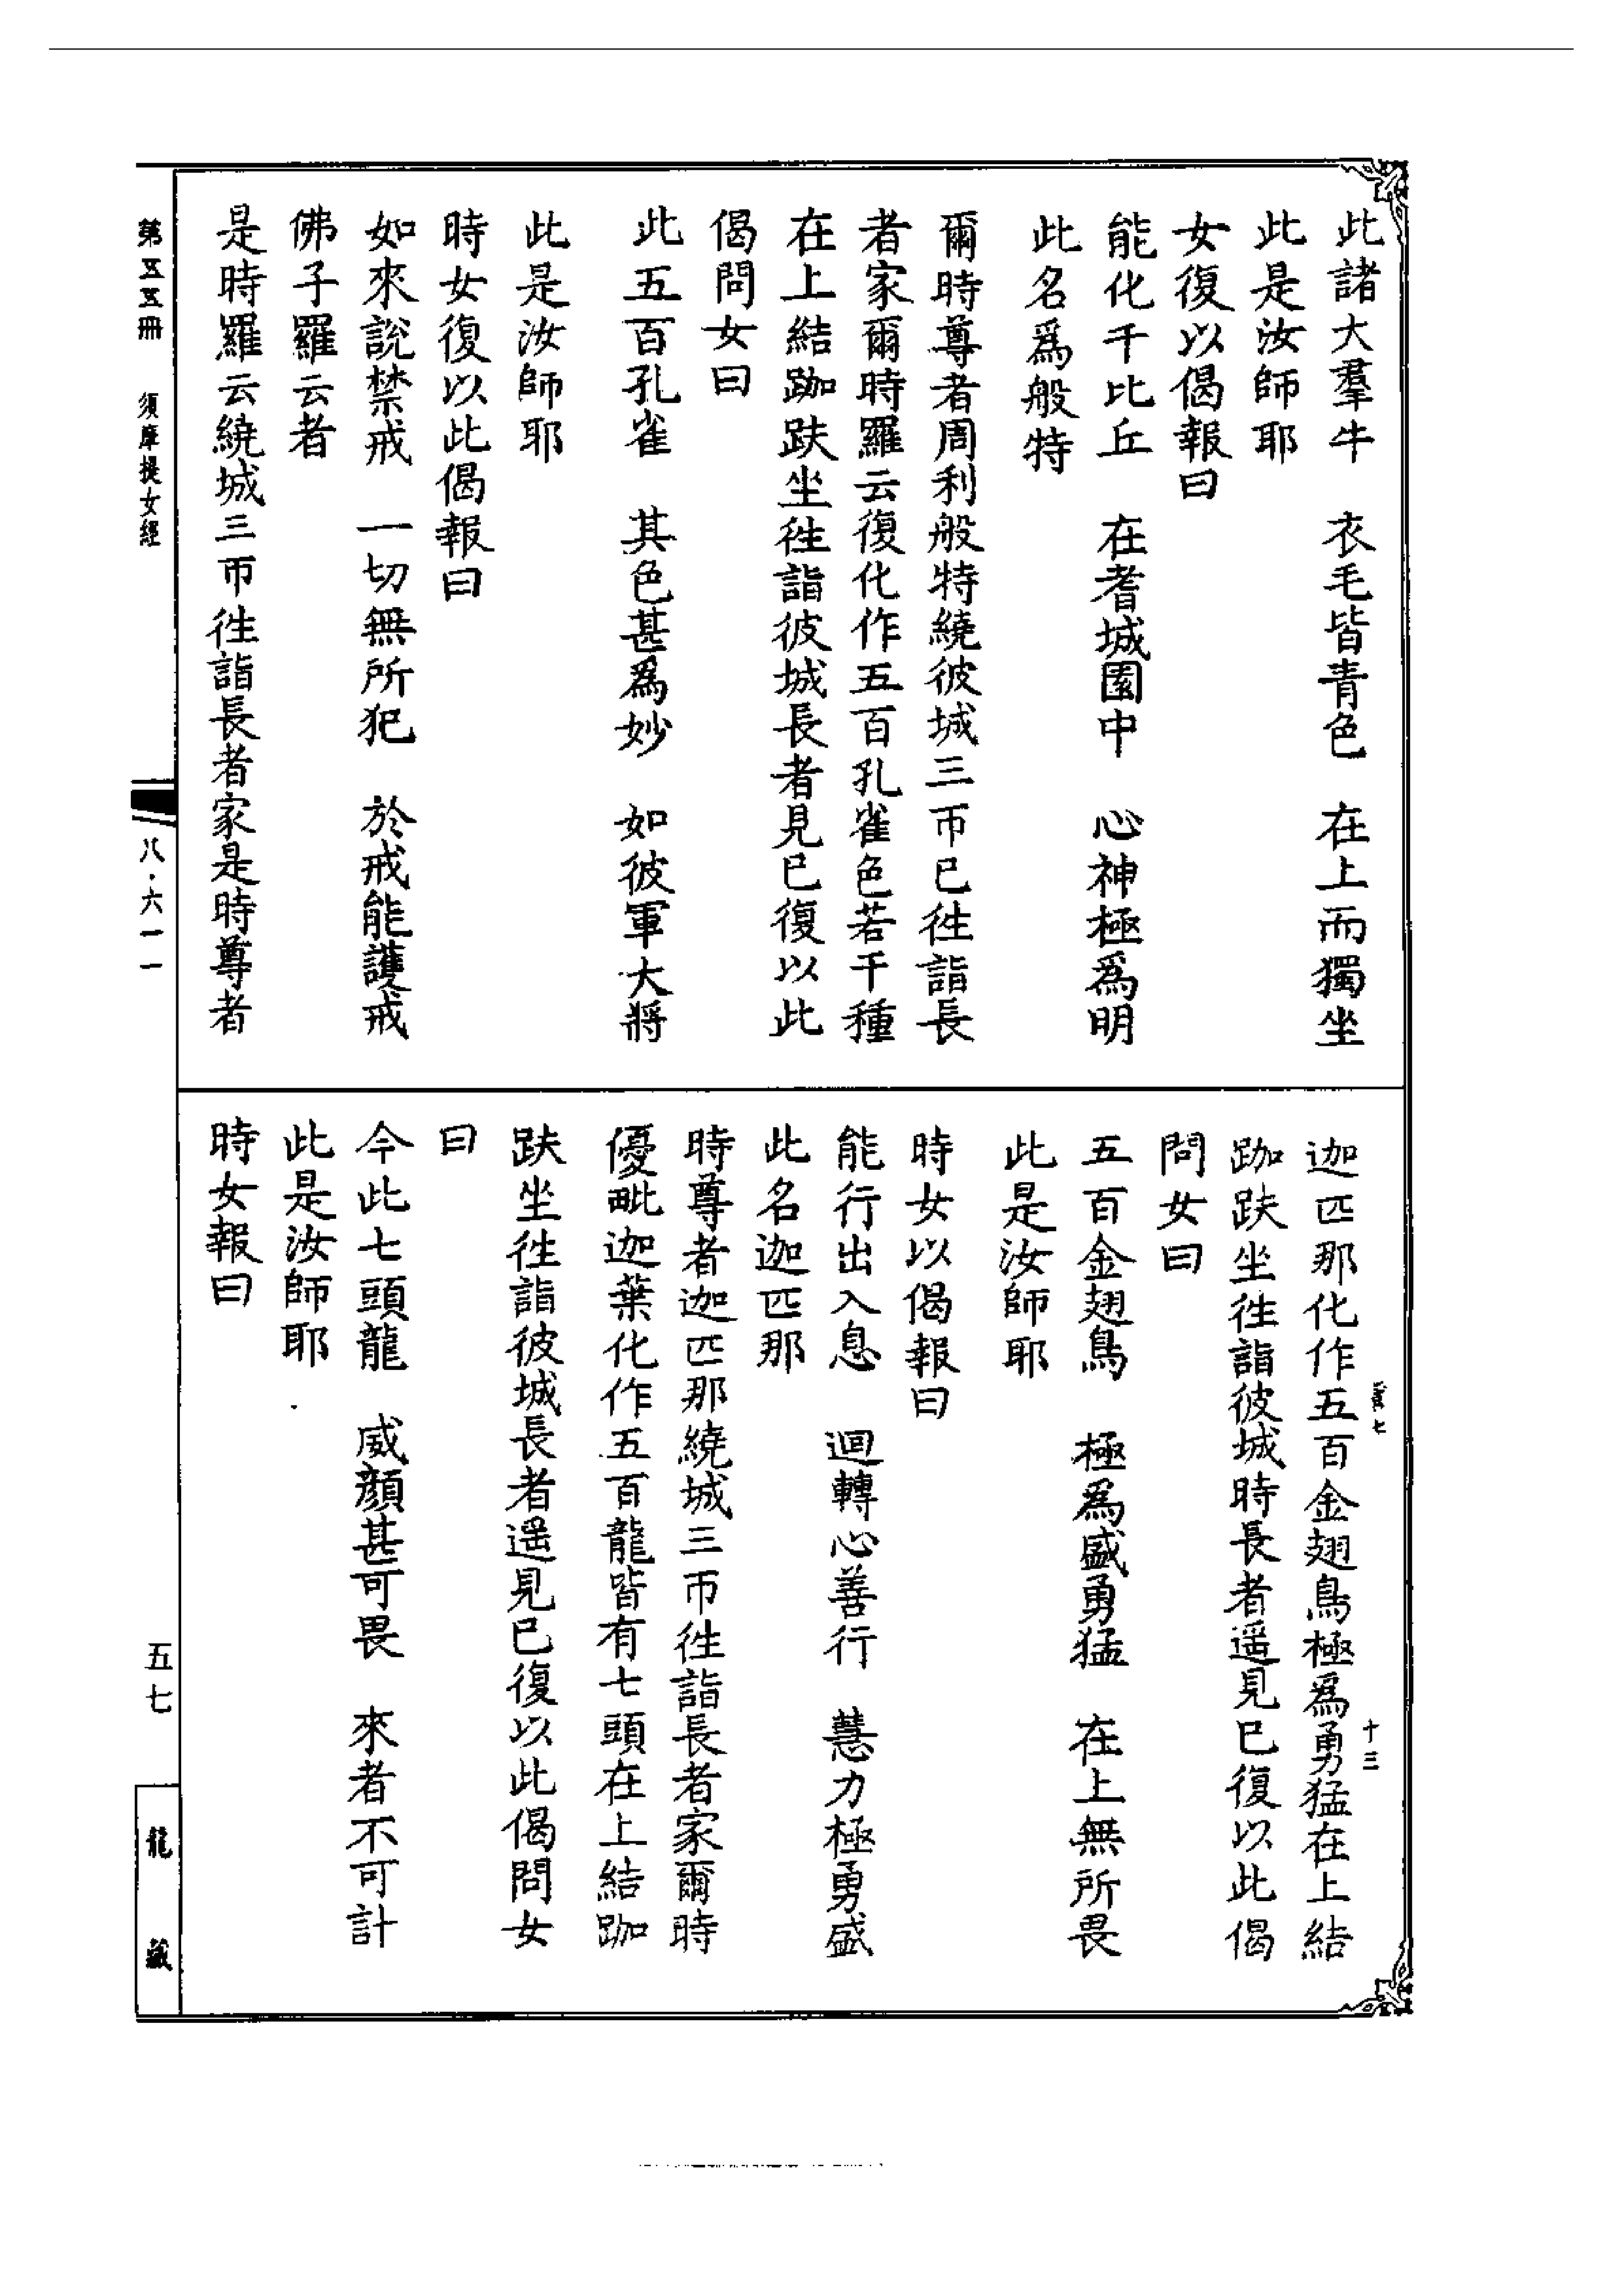 此諸大羣牛　衣毛皆青色　在上而獨坐
此是汝師耶
女復以偈報曰
能化千比丘　在耆城園中　心神極爲明
此名爲般特
爾時尊者周利般特繞彼城三帀已徃詣長
者家爾時羅云復化作五百孔雀色若干種
在上結跏趺坐徃詣彼城長者見已復以此
偈問女曰
此五百孔雀　其色甚爲妙　如彼軍大將
此是汝師耶
時女復以此偈報曰
如來說禁戒　一切無所犯　於戒能護戒
佛子羅云者
是時羅云繞城三帀徃詣長者家是時尊者
迦匹那化作五百金翅鳥極爲勇猛在上結
跏趺坐徃詣彼城時長者遥見已復以此偈
問女曰
五百金翅鳥　極爲盛勇猛　在上無所畏
此是汝師耶
時女以偈報曰
能行出入息　迴轉心善行　慧力極勇盛
此名迦匹那
時尊者迦匹那繞城三帀徃詣長者家爾時
優毗迦葉化作五百龍皆有七頭在上結跏
趺坐徃詣彼城長者遥見已復以此偈問女
曰
今此七頭龍　威顏甚可畏　來者不可計
此是汝師耶
時女報曰
十三
第五五冊　須摩提女經
八·六一一
五七
龍藏